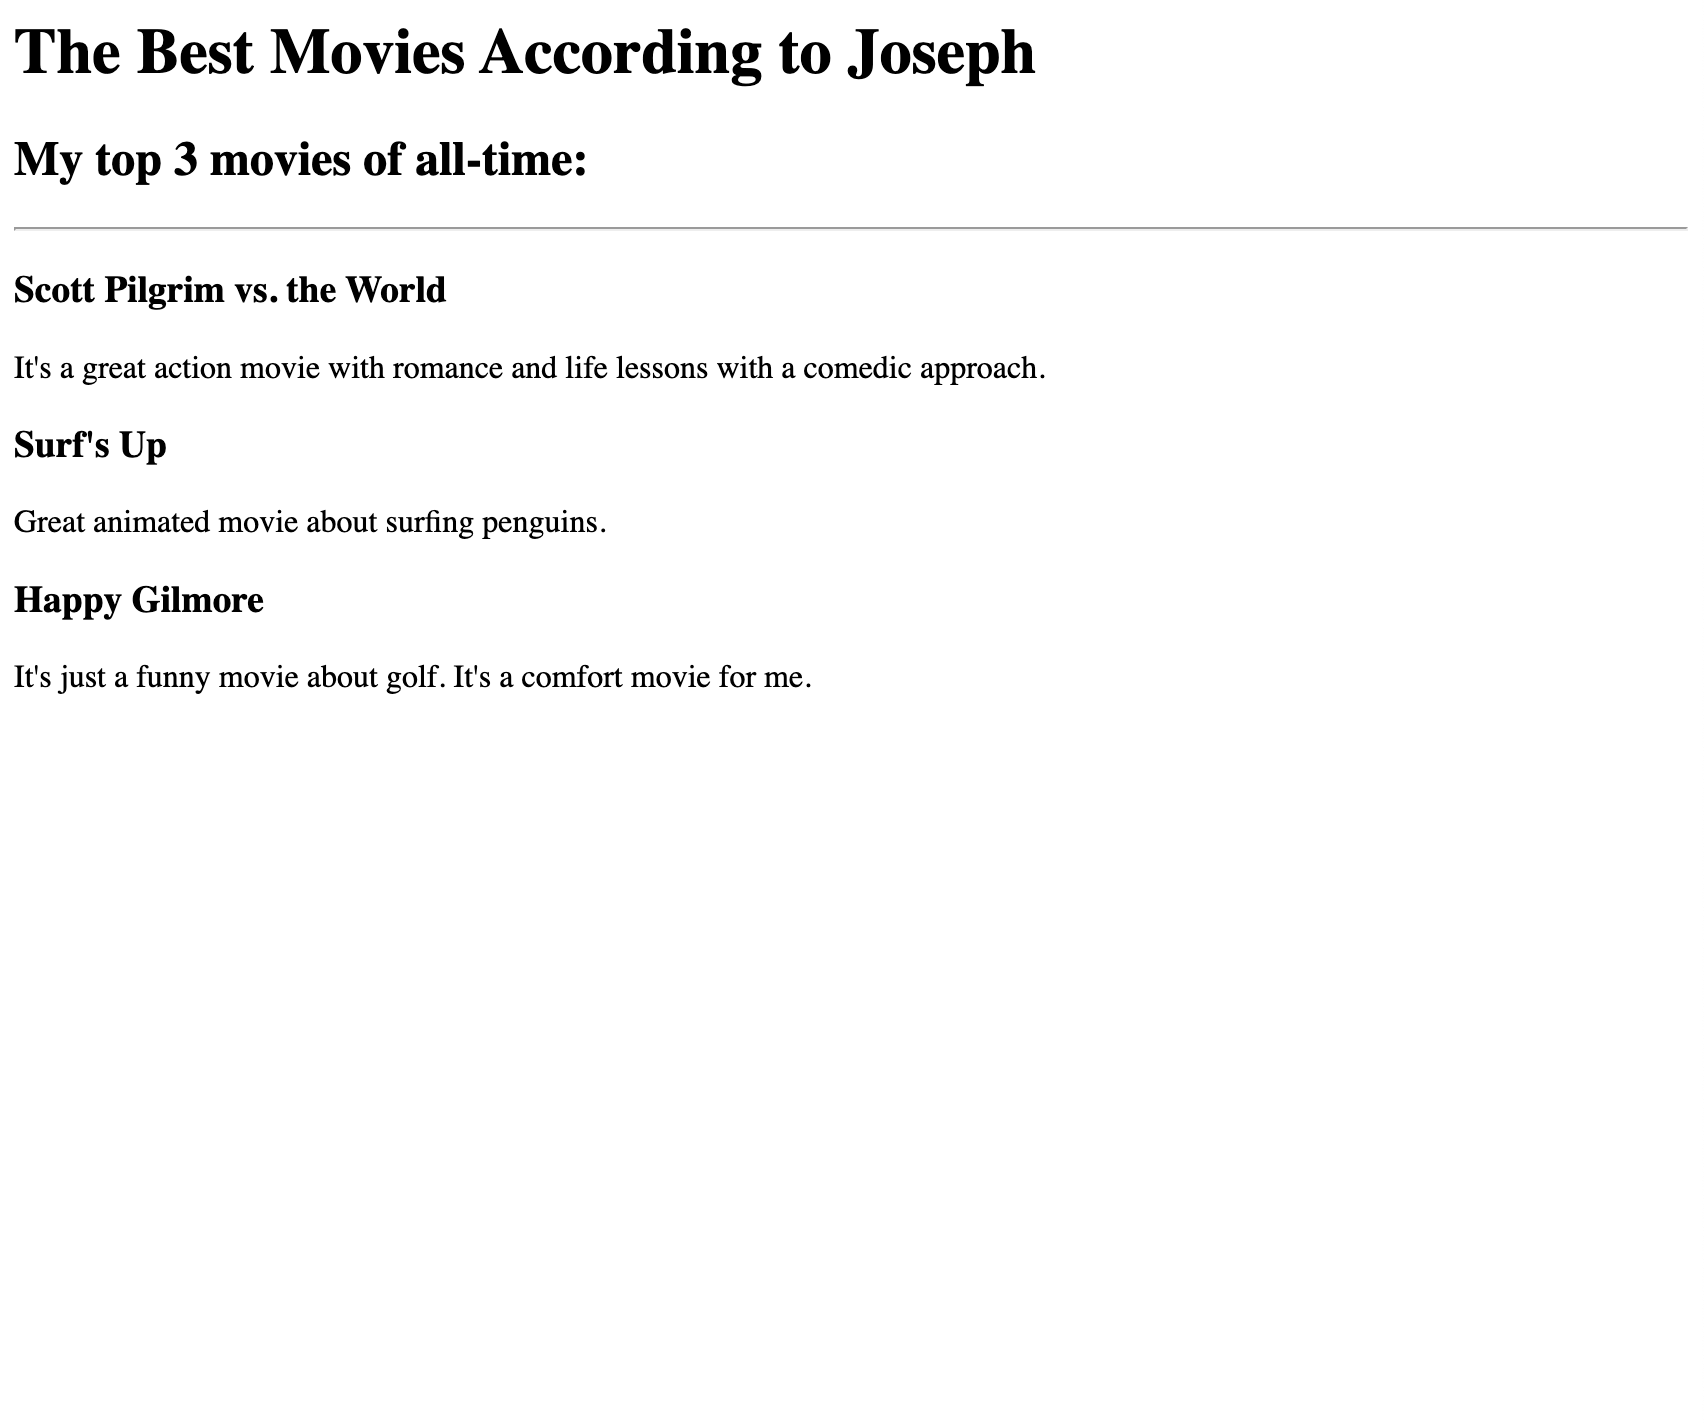 The Best Movies According to Joseph
My top 3 movies of all-time:
Scott Pilgrim vs. the World
It's a great action movie with romance and life lessons with a comedic approach.
Surf's Up
Great animated movie about surfing penguins.
Happy Gilmore
It's just a funny movie about golf. It's a comfort movie for me.